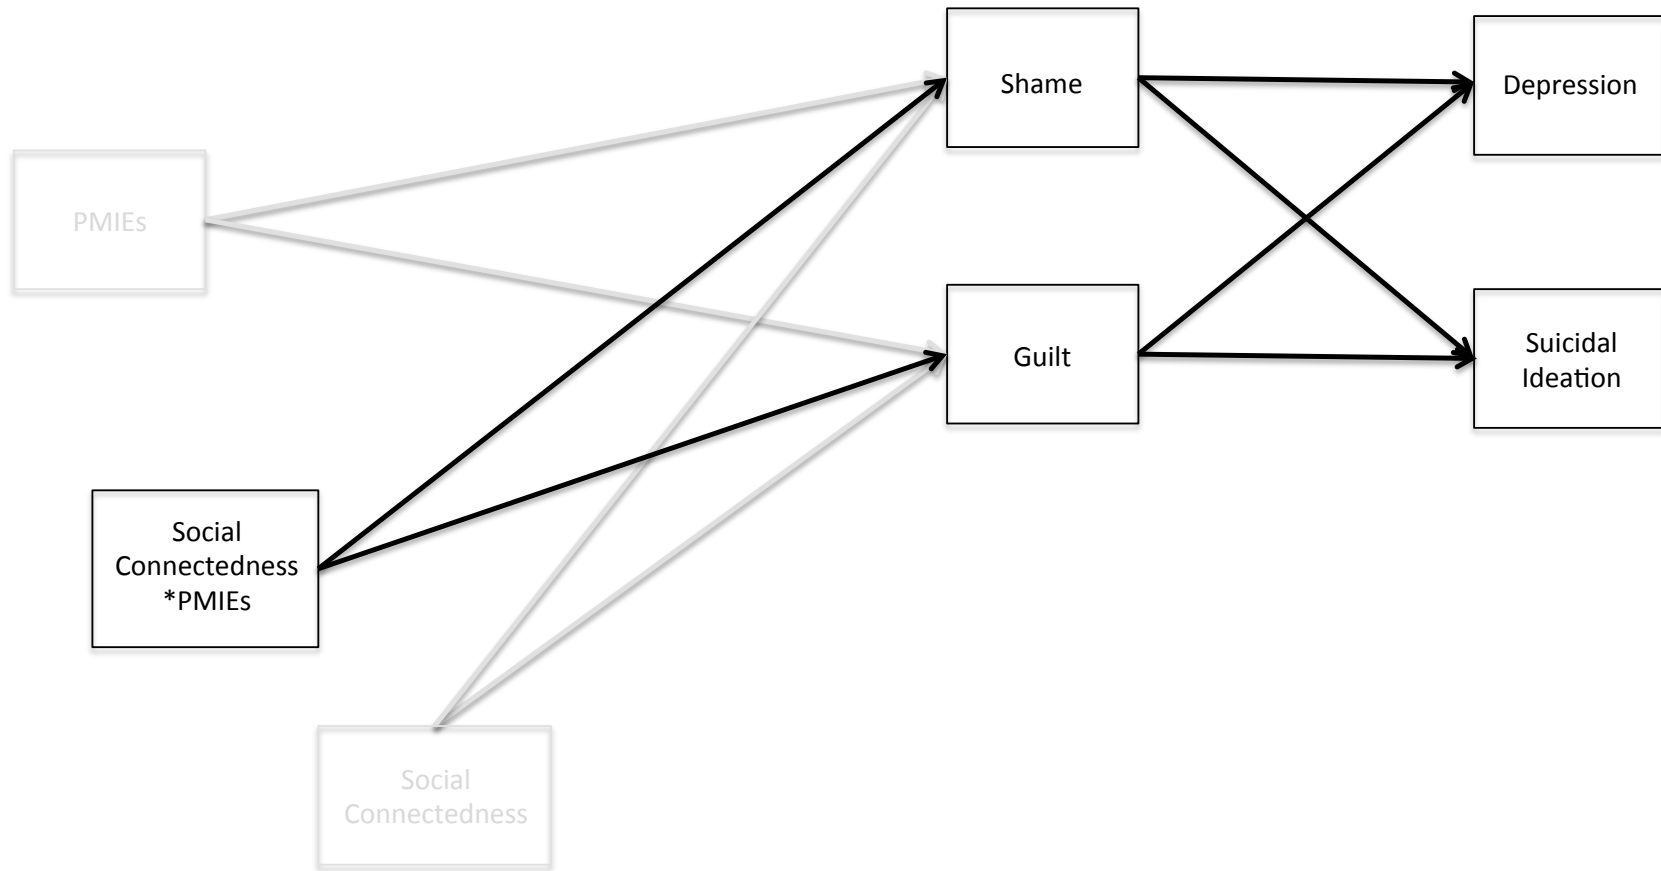 Shame
Depression
PMIEs
Guilt
Suicidal
Ideation
Social
Connectedness
*PMIEs
Social
Connectedness